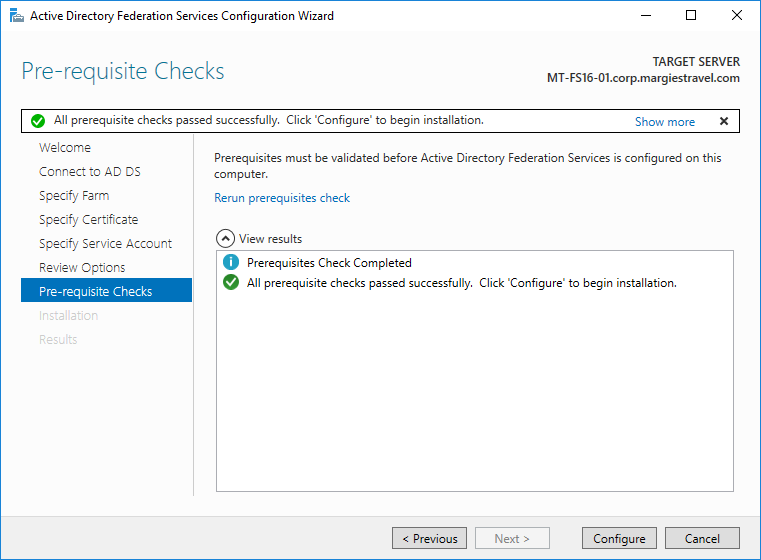 Active Directory Federation Services Configuration Wizard
Pre-requisite Checks
TARGET SERVER
MT-FS16-01.corp.margiestravel.com
All prerequisite checks passed successfully.  Click 'Configure' to begin installation.
Show more
Welcome
Connect to AD DS
Specify Farm
Specify Certificate
Specify Service Account
Review Options
Pre-requisite Checks
Installation
Results
Prerequisites must be validated before Active Directory Federation Services is configured on this
computer.
Rerun prerequisites check
View results
Prerequisites Check Completed
All prerequisite checks passed successfully.  Click 'Configure' to begin installation.
< Previous
Next >
Configure
Cancel